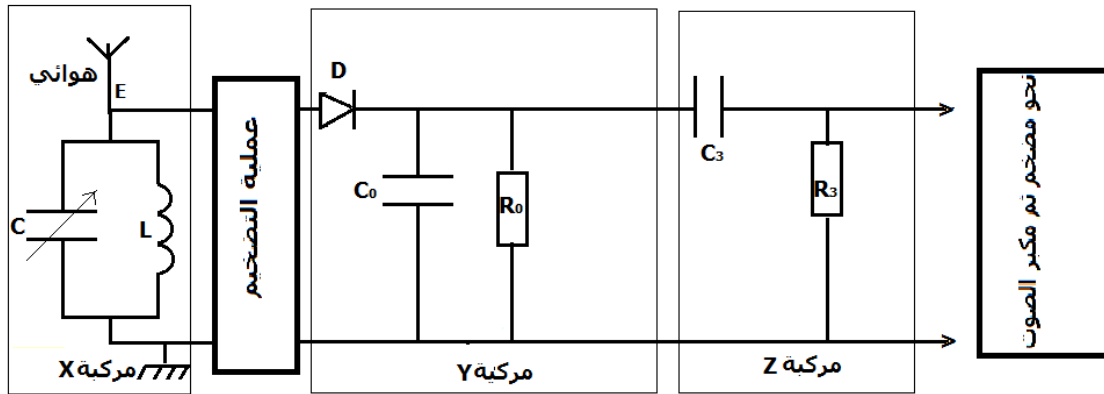 هوائي
E
C
L
مركبة X
عملية التضخيم
D
C₀
R₀
مركبة Y
C₃
R₃
مركبة Z
نحو مضخم ثم مكبر الصوت